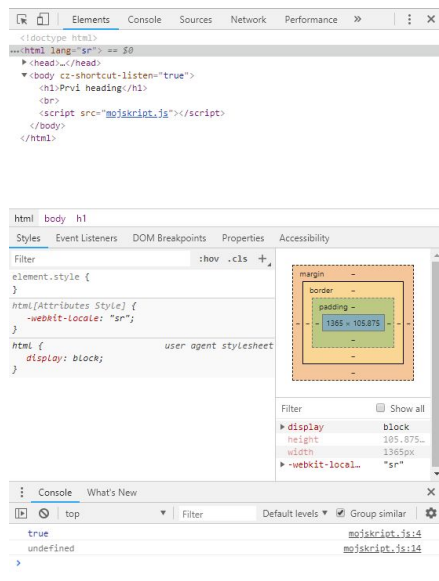 Elements Console Sources Network Performance »
<!doctype html>
...<html lang="sr"> == $0
<head>…</head>
<body cz-shortcut-listen="true">
<h1>Prvi heading</h1>
<br>
<script src="mojskript.js"></script>
</body>
</html>
html body h1
Styles Event Listeners DOM Breakpoints Properties Accessibility
Filter :hov .cls +
element.style {
}
html[Attributes Style] {
-webkit-locale: "sr";
}
html { user agent stylesheet
display: block;
}
margin –
border –
padding –
– – – 1365 × 105.875 – – –
–
–
–
Filter Show all
display block
height 105.875…
width 1365px
-webkit-local… "sr"
Console What's New
top Filter Default levels ▼ Group similar
true mojskript.js:4
undefined mojskript.js:14
>